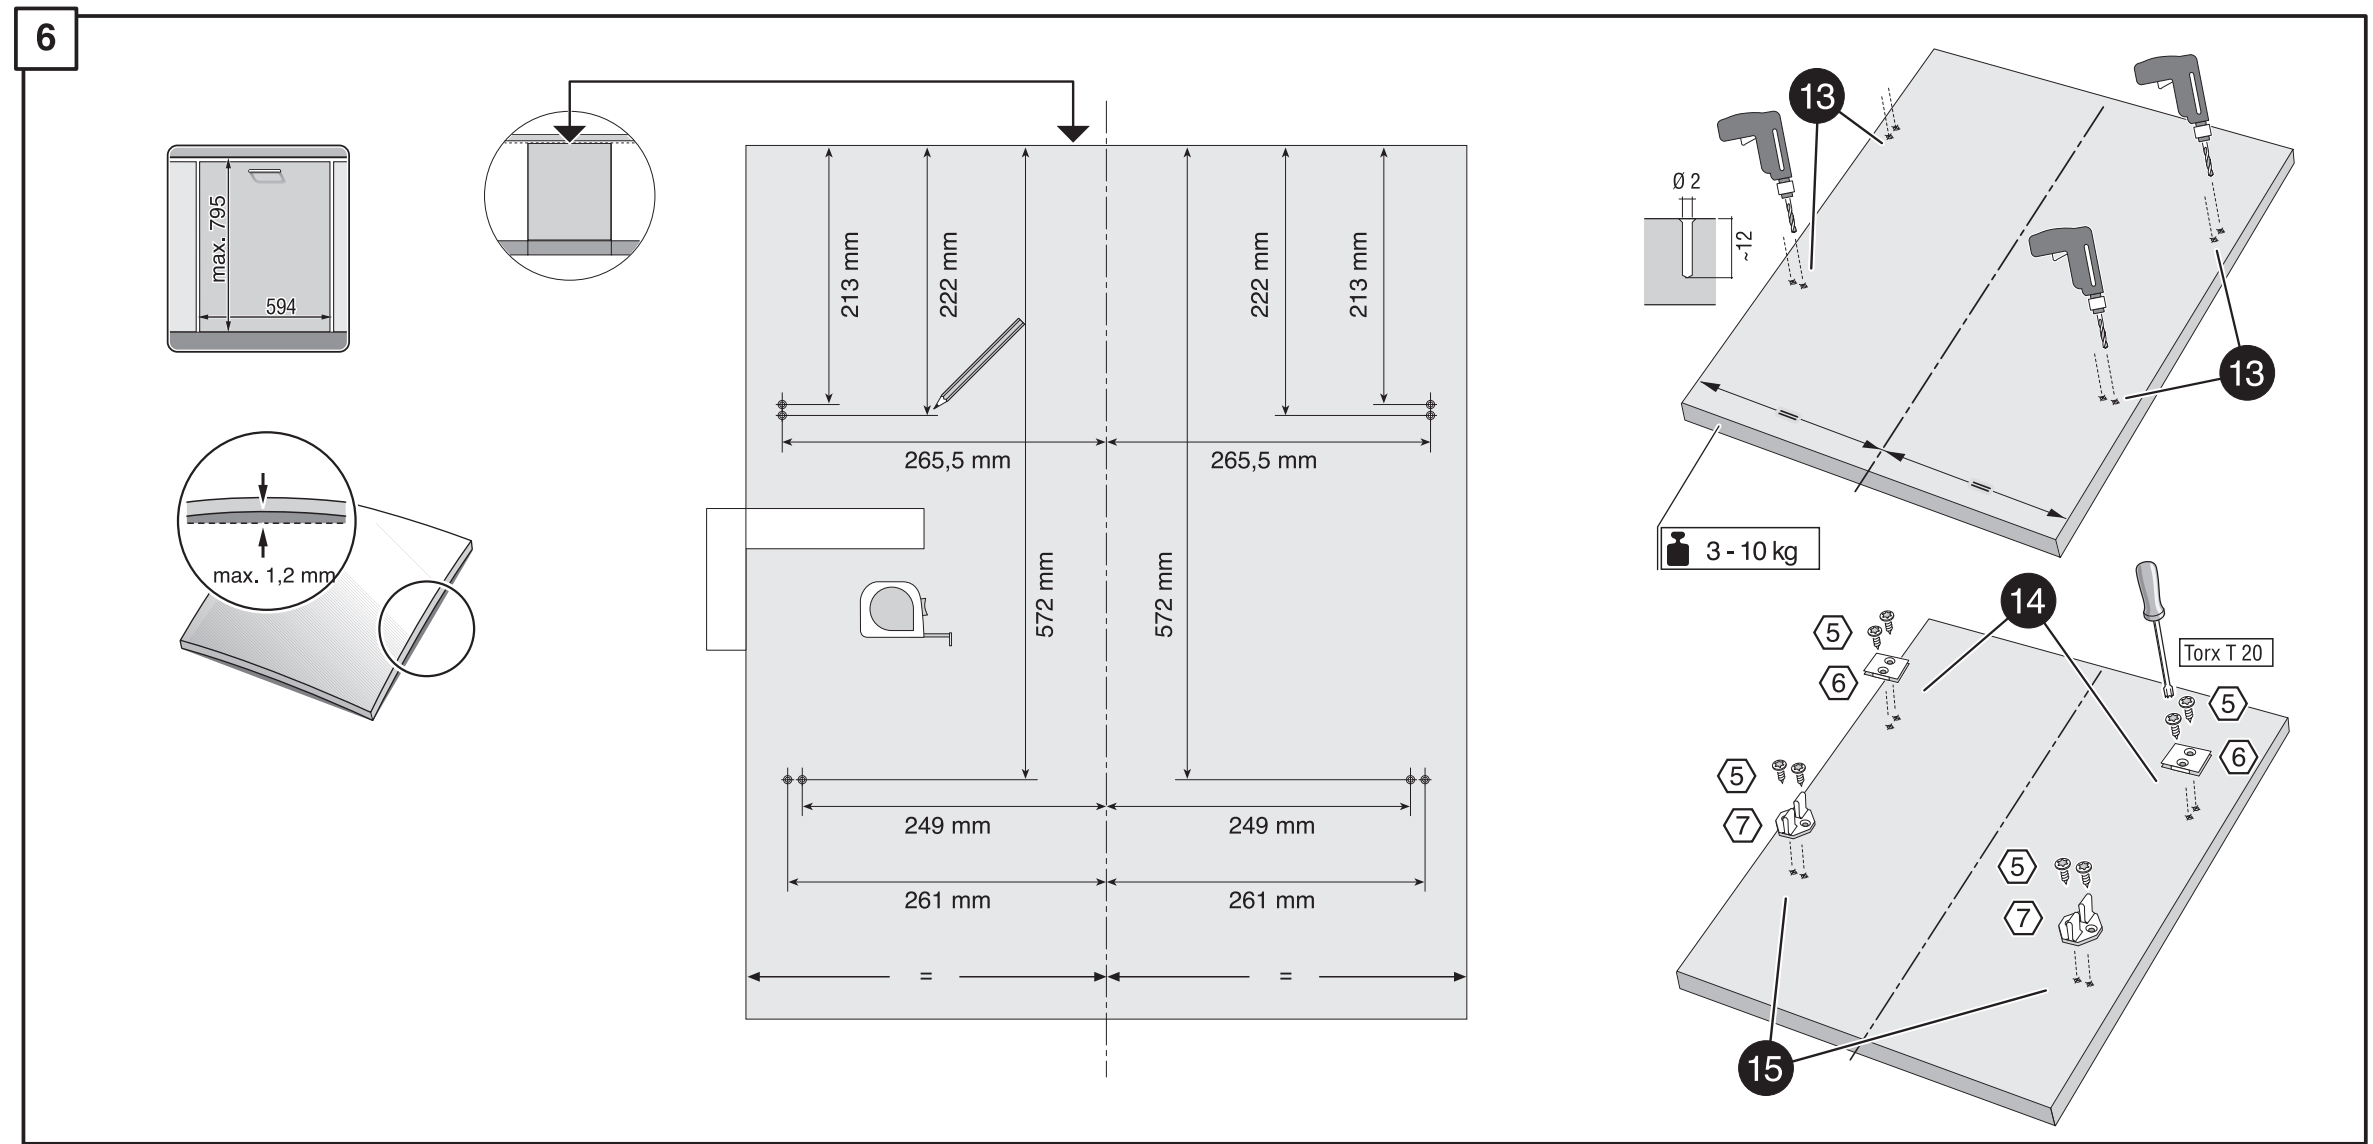 6
max. 795
594
max. 1,2 mm
213 mm
222 mm
222 mm
213 mm
265,5 mm
265,5 mm
572 mm
572 mm
249 mm
249 mm
261 mm
261 mm
=
=
13
Ø 2
~12
13
=
=
3 - 10 kg
14
5
6
Torx T 20
5
6
5
7
5
7
15